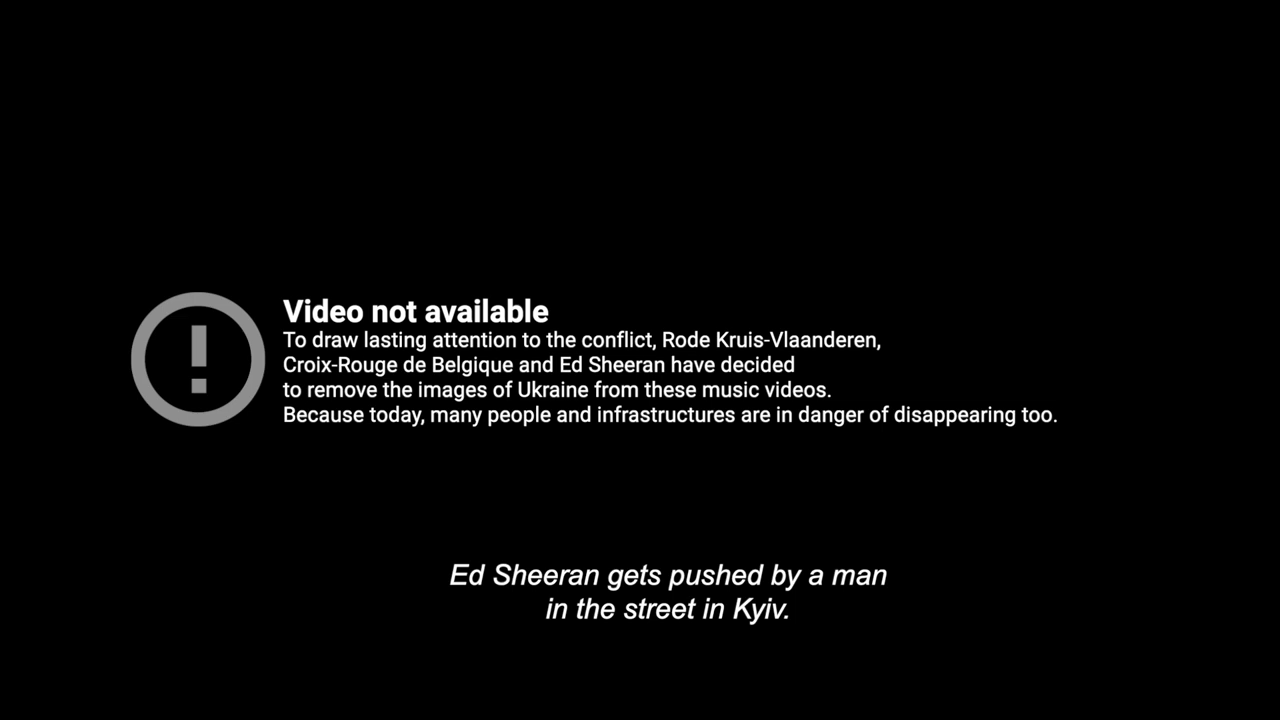 Video not available
To draw lasting attention to the conflict, Rode Kruis-Vlaanderen,
Croix-Rouge de Belgique and Ed Sheeran have decided
to remove the images of Ukraine from these music videos.
Because today, many people and infrastructures are in danger of disappearing too.
Ed Sheeran gets pushed by a man
in the street in Kyiv.